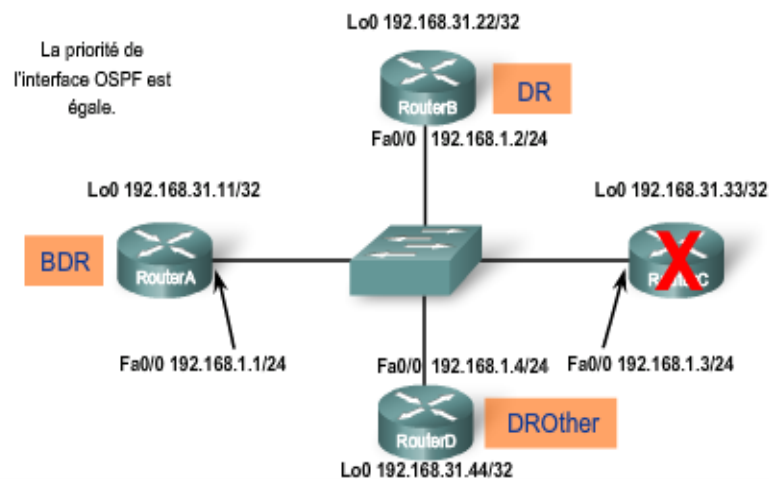 Lo0 192.168.31.22/32
La priorité de
l'interface OSPF est
égale.
RouterB
DR
Fa0/0 192.168.1.2/24
Lo0 192.168.31.11/32
Lo0 192.168.31.33/32
BDR
RouterA
RouterC
Fa0/0 192.168.1.1/24
Fa0/0 192.168.1.4/24
Fa0/0 192.168.1.3/24
RouterD
DROther
Lo0 192.168.31.44/32